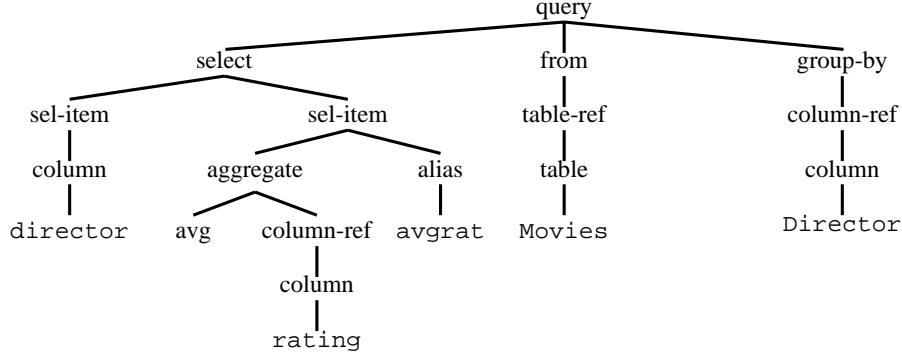 query
select from group-by
sel-item sel-item table-ref column-ref
column aggregate alias table column
director avg column-ref avgrat Movies Director
column
rating